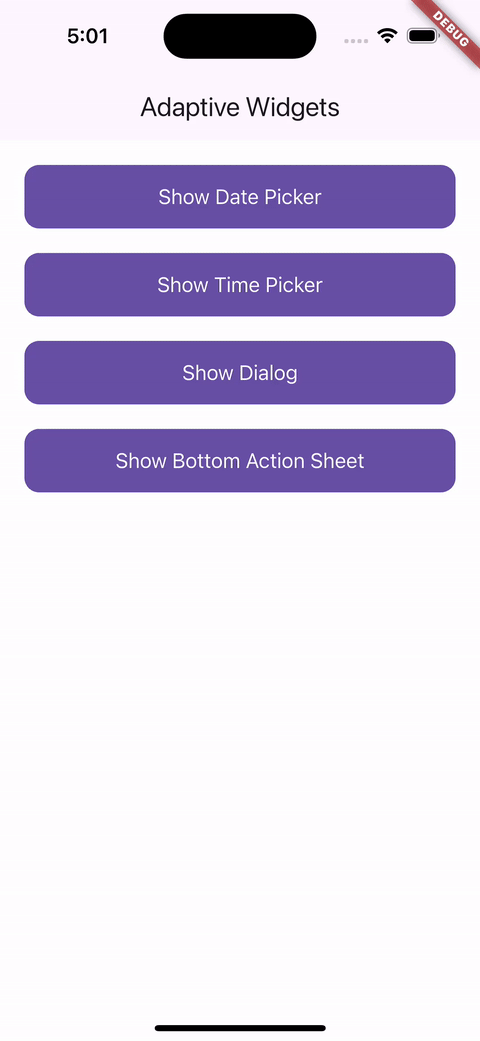 5:01
DEBUG
Adaptive Widgets
Show Date Picker
Show Time Picker
Show Dialog
Show Bottom Action Sheet